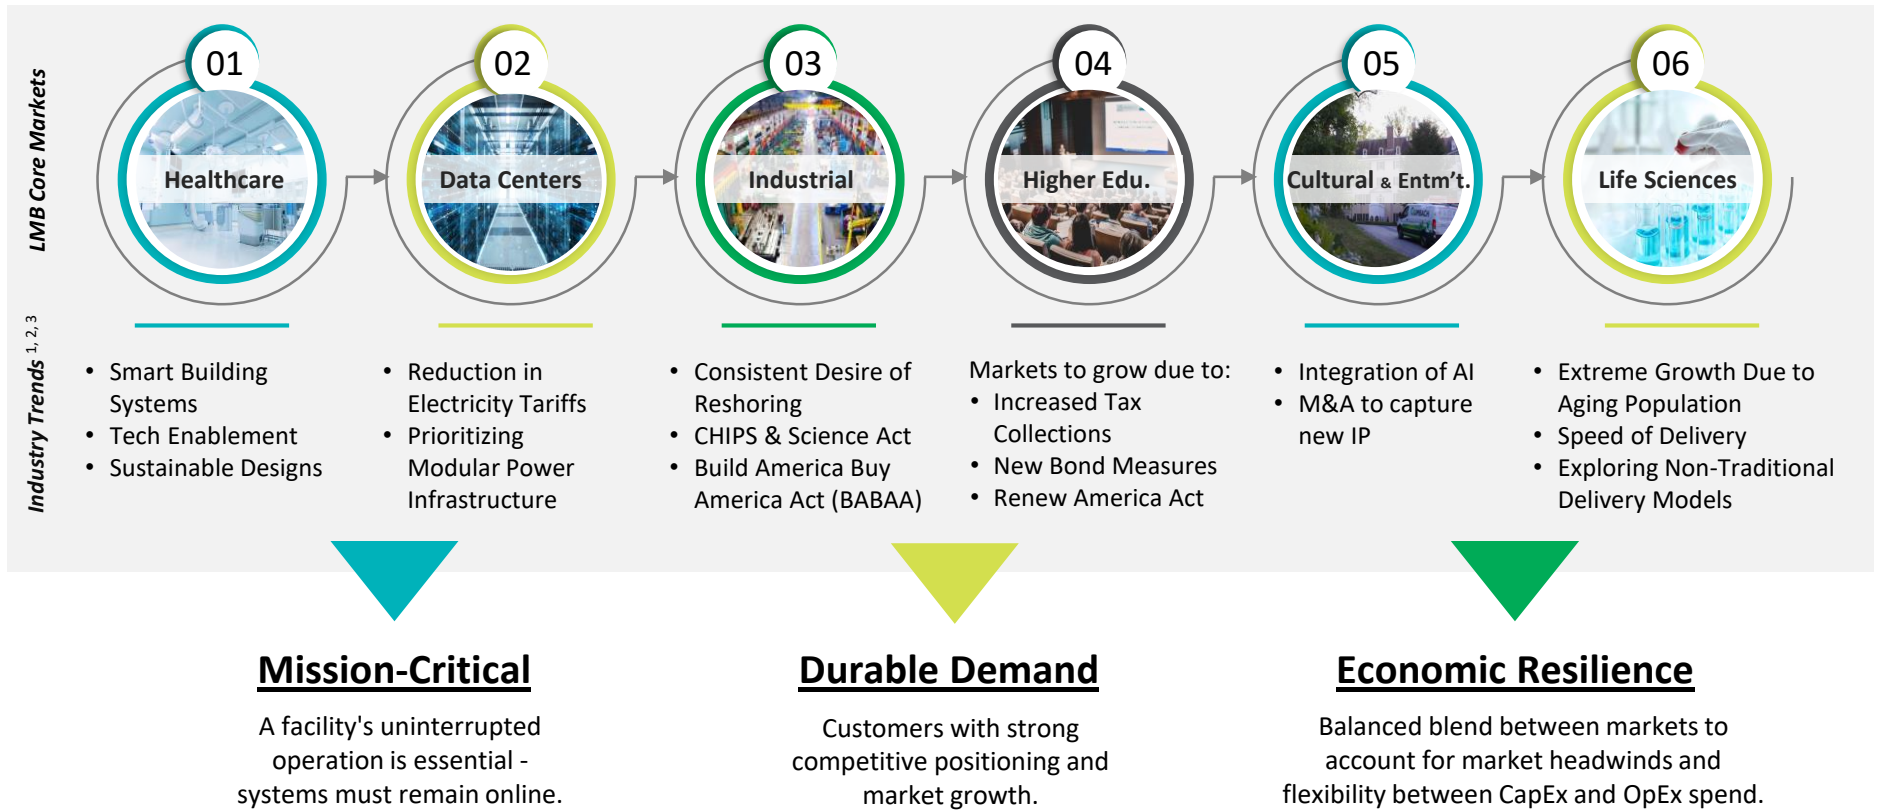 LMB Core Markets
01
02
03
04
05
06
Healthcare
Data Centers
Industrial
Higher Edu.
Cultural & Entm't.
Life Sciences
Industry Trends 1, 2, 3
• Smart Building
Systems
• Tech Enablement
• Sustainable Designs
• Reduction in
Electricity Tariffs
• Prioritizing
Modular Power
Infrastructure
• Consistent Desire of
Reshoring
• CHIPS & Science Act
• Build America Buy
America Act (BABAA)
Markets to grow due to:
• Increased Tax
Collections
• New Bond Measures
• Renew America Act
• Integration of AI
• M&A to capture
new IP
• Extreme Growth Due to
Aging Population
• Speed of Delivery
• Exploring Non-Traditional
Delivery Models
Mission-Critical
A facility's uninterrupted
operation is essential -
systems must remain online.
Durable Demand
Customers with strong
competitive positioning and
market growth.
Economic Resilience
Balanced blend between markets to
account for market headwinds and
flexibility between CapEx and OpEx spend.